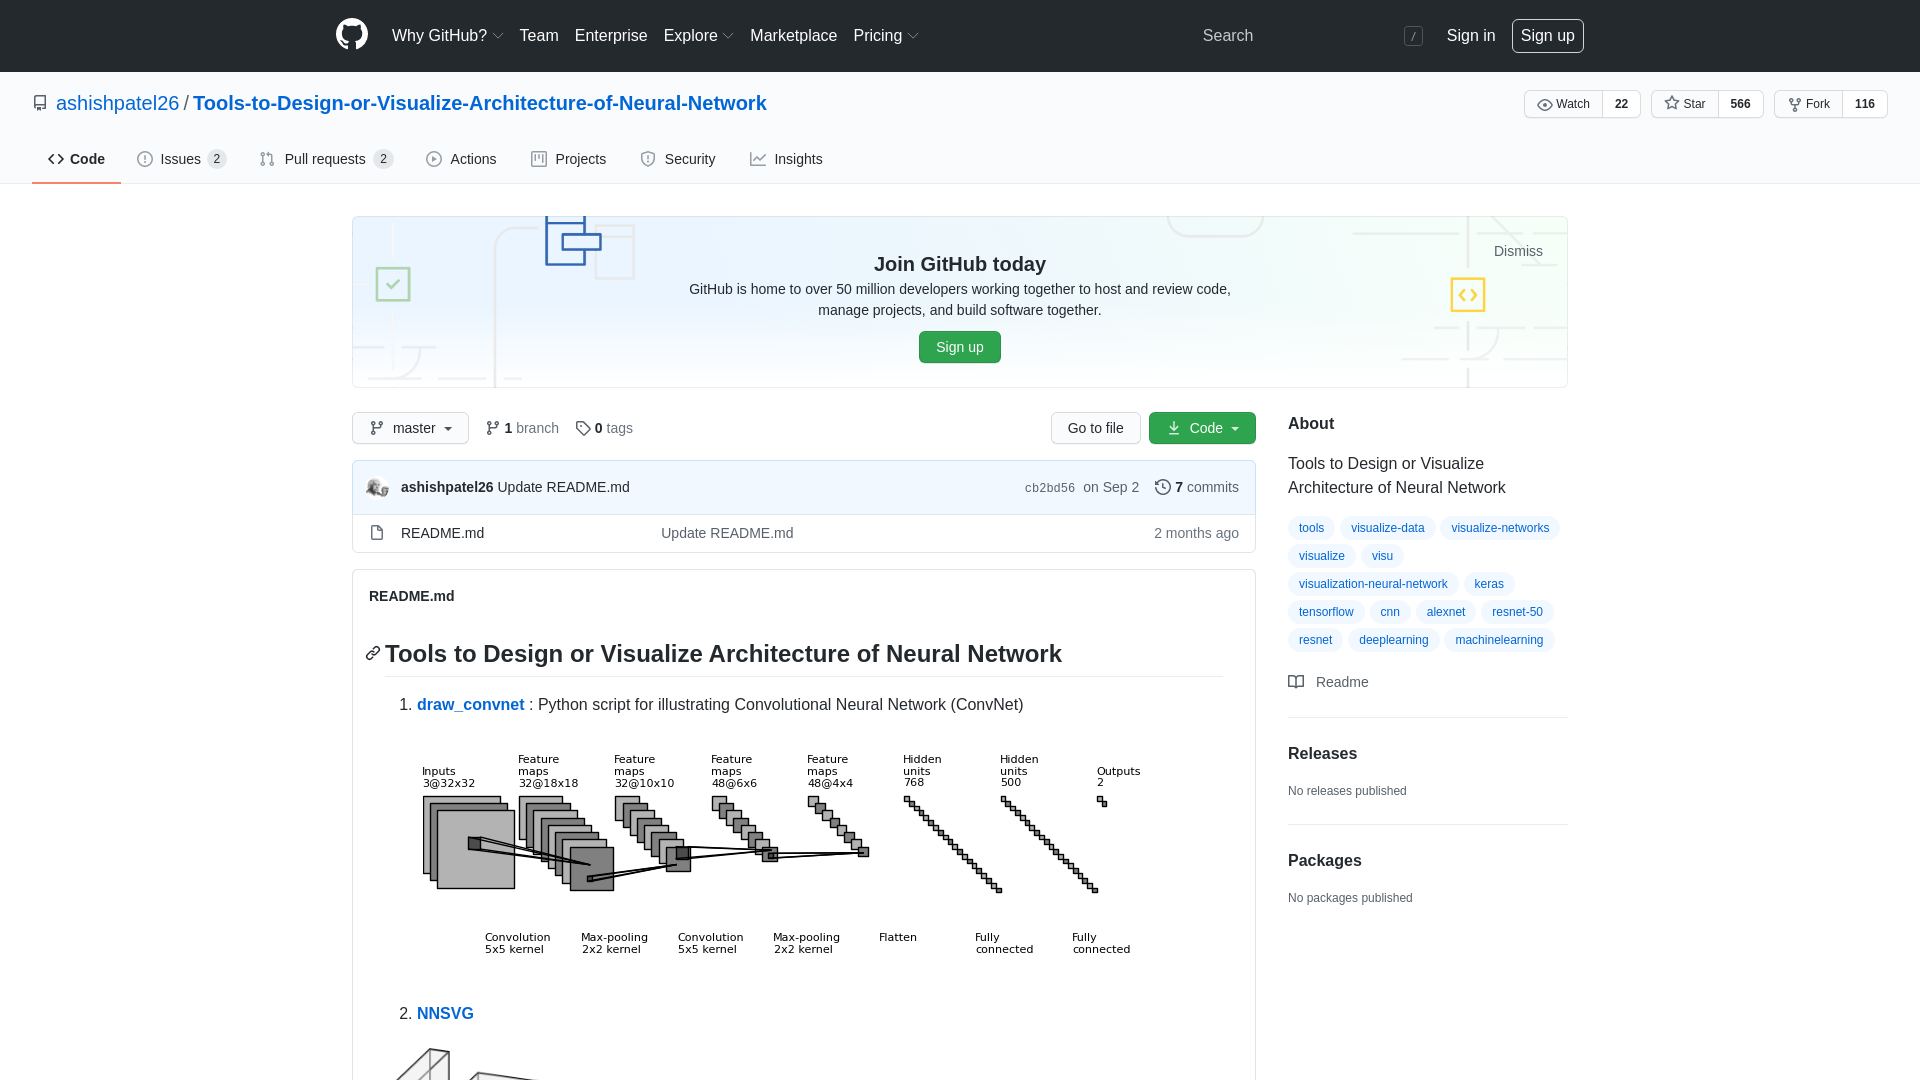 Why GitHub? Team Enterprise Explore Marketplace Pricing Search / Sign in Sign up
ashishpatel26 / Tools-to-Design-or-Visualize-Architecture-of-Neural-Network Watch 22 Star 566 Fork 116
Code Issues 2 Pull requests 2 Actions Projects Security Insights
Dismiss
Join GitHub today
GitHub is home to over 50 million developers working together to host and review code,
manage projects, and build software together.
Sign up
master 1 branch 0 tags Go to file Code
ashishpatel26 Update README.md cb2bd56 on Sep 2 7 commits
README.md Update README.md 2 months ago
README.md
Tools to Design or Visualize Architecture of Neural Network
1. draw_convnet : Python script for illustrating Convolutional Neural Network (ConvNet)
Inputs
3@32x32
Feature
maps
32@18x18
Feature
maps
32@10x10
Feature
maps
48@6x6
Feature
maps
48@4x4
Hidden
units
768
Hidden
units
500
Outputs
2
Convolution
5x5 kernel
Max-pooling
2x2 kernel
Convolution
5x5 kernel
Max-pooling
2x2 kernel
Flatten
Fully
connected
Fully
connected
2. NNSVG
About
Tools to Design or Visualize
Architecture of Neural Network
tools visualize-data visualize-networks
visualize visu
visualization-neural-network keras
tensorflow cnn alexnet resnet-50
resnet deeplearning machinelearning
Readme
Releases
No releases published
Packages
No packages published